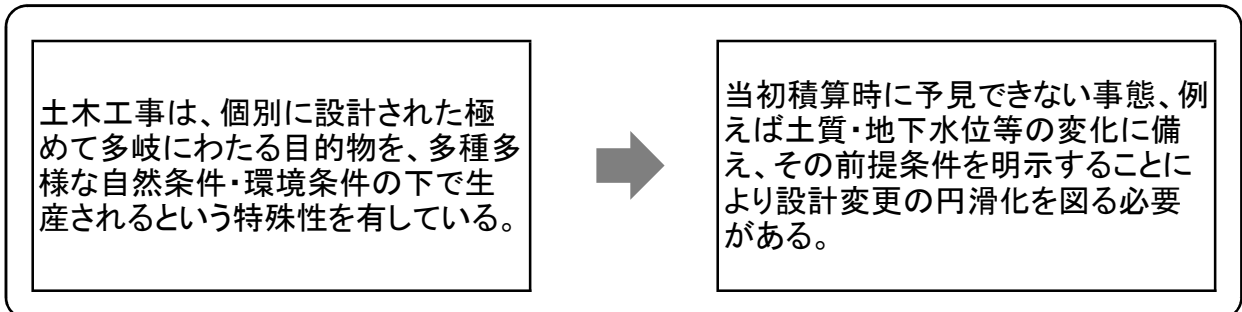 土木工事は、個別に設計された極
めて多岐にわたる目的物を、多種多
様な自然条件・環境条件の下で生
産されるという特殊性を有している。
当初積算時に予見できない事態、例
えば土質・地下水位等の変化に備
え、その前提条件を明示することに
より設計変更の円滑化を図る必要
がある。